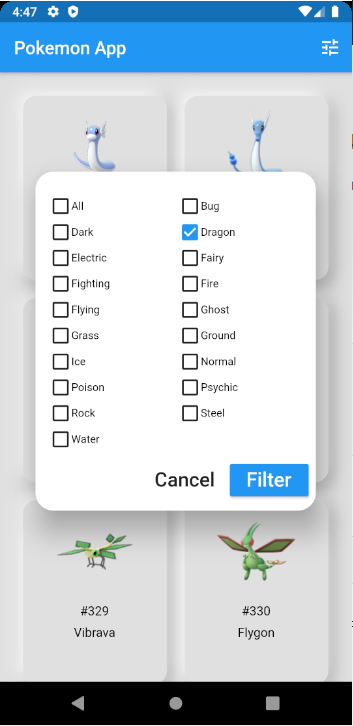 4:47
Pokemon App
All Bug
Dark Dragon
Electric Fairy
Fighting Fire
Flying Ghost
Grass Ground
Ice Normal
Poison Psychic
Rock Steel
Water
Cancel Filter
#329 #330
Vibrava Flygon